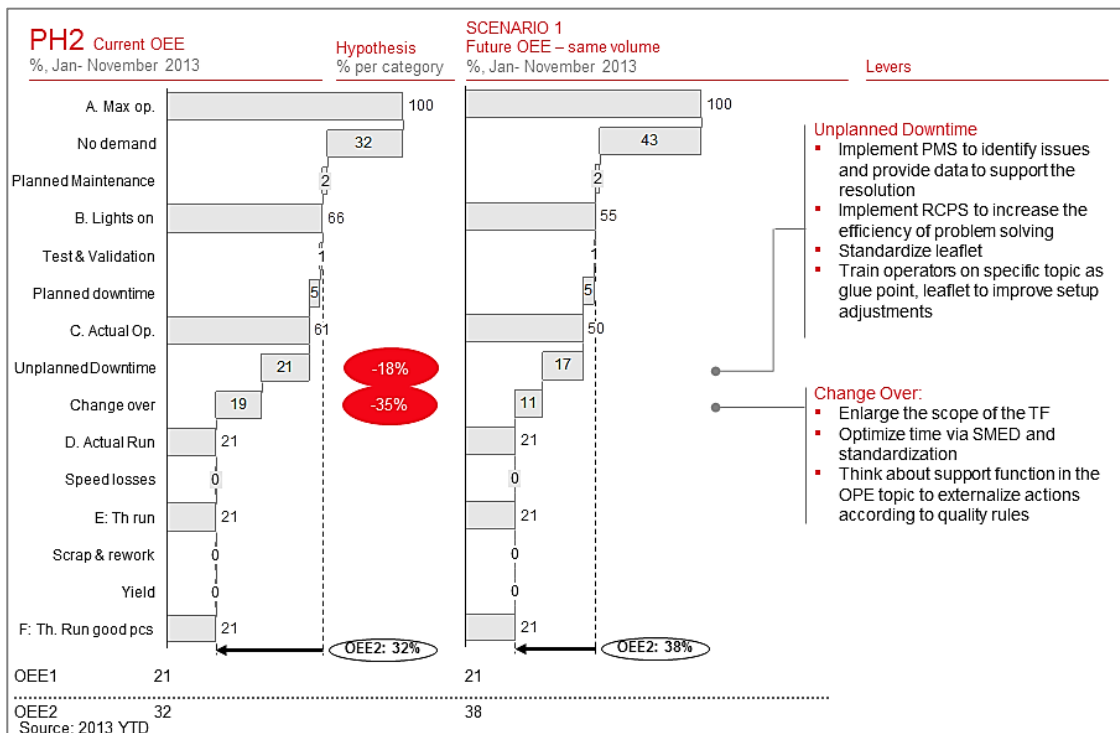 PH2 Current OEE
%, Jan- November 2013
Hypothesis
% per category
SCENARIO 1
Future OEE – same volume
%, Jan- November 2013
Levers
A. Max op.
100
100
No demand
32
43
Planned Maintenance
2
2
B. Lights on
66
55
Test & Validation
1
1
Planned downtime
5
5
C. Actual Op.
61
50
Unplanned Downtime
21
-18%
17
Change over
19
-35%
11
D. Actual Run
21
21
Speed losses
0
0
E: Th run
21
21
Scrap & rework
0
0
Yield
0
0
F: Th. Run good pcs
21
21
OEE2: 32%
OEE2: 38%
OEE1
21
21
OEE2
32
38
Source: 2013 YTD
Unplanned Downtime
▪ Implement PMS to identify issues
and provide data to support the
resolution
▪ Implement RCPS to increase the
efficiency of problem solving
▪ Standardize leaflet
▪ Train operators on specific topic as
glue point, leaflet to improve setup
adjustments
Change Over:
▪ Enlarge the scope of the TF
▪ Optimize time via SMED and
standardization
▪ Think about support function in the
OPE topic to externalize actions
according to quality rules